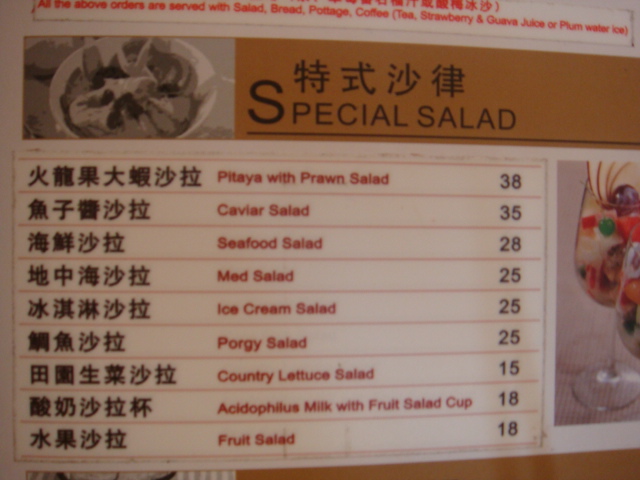 All the above orders are served with Salad, Bread, Pottage, Coffee (Tea, Strawberry & Guava Juice or Plum water ice)
特式沙律
SPECIAL SALAD
火龍果大蝦沙拉 Pitaya with Prawn Salad 38
魚子醬沙拉 Caviar Salad 35
海鮮沙拉 Seafood Salad 28
地中海沙拉 Med Salad 25
冰淇淋沙拉 Ice Cream Salad 25
鯛魚沙拉 Porgy Salad 25
田園生菜沙拉 Country Lettuce Salad 15
酸奶沙拉杯 Acidophilus Milk with Fruit Salad Cup 18
水果沙拉 Fruit Salad 18